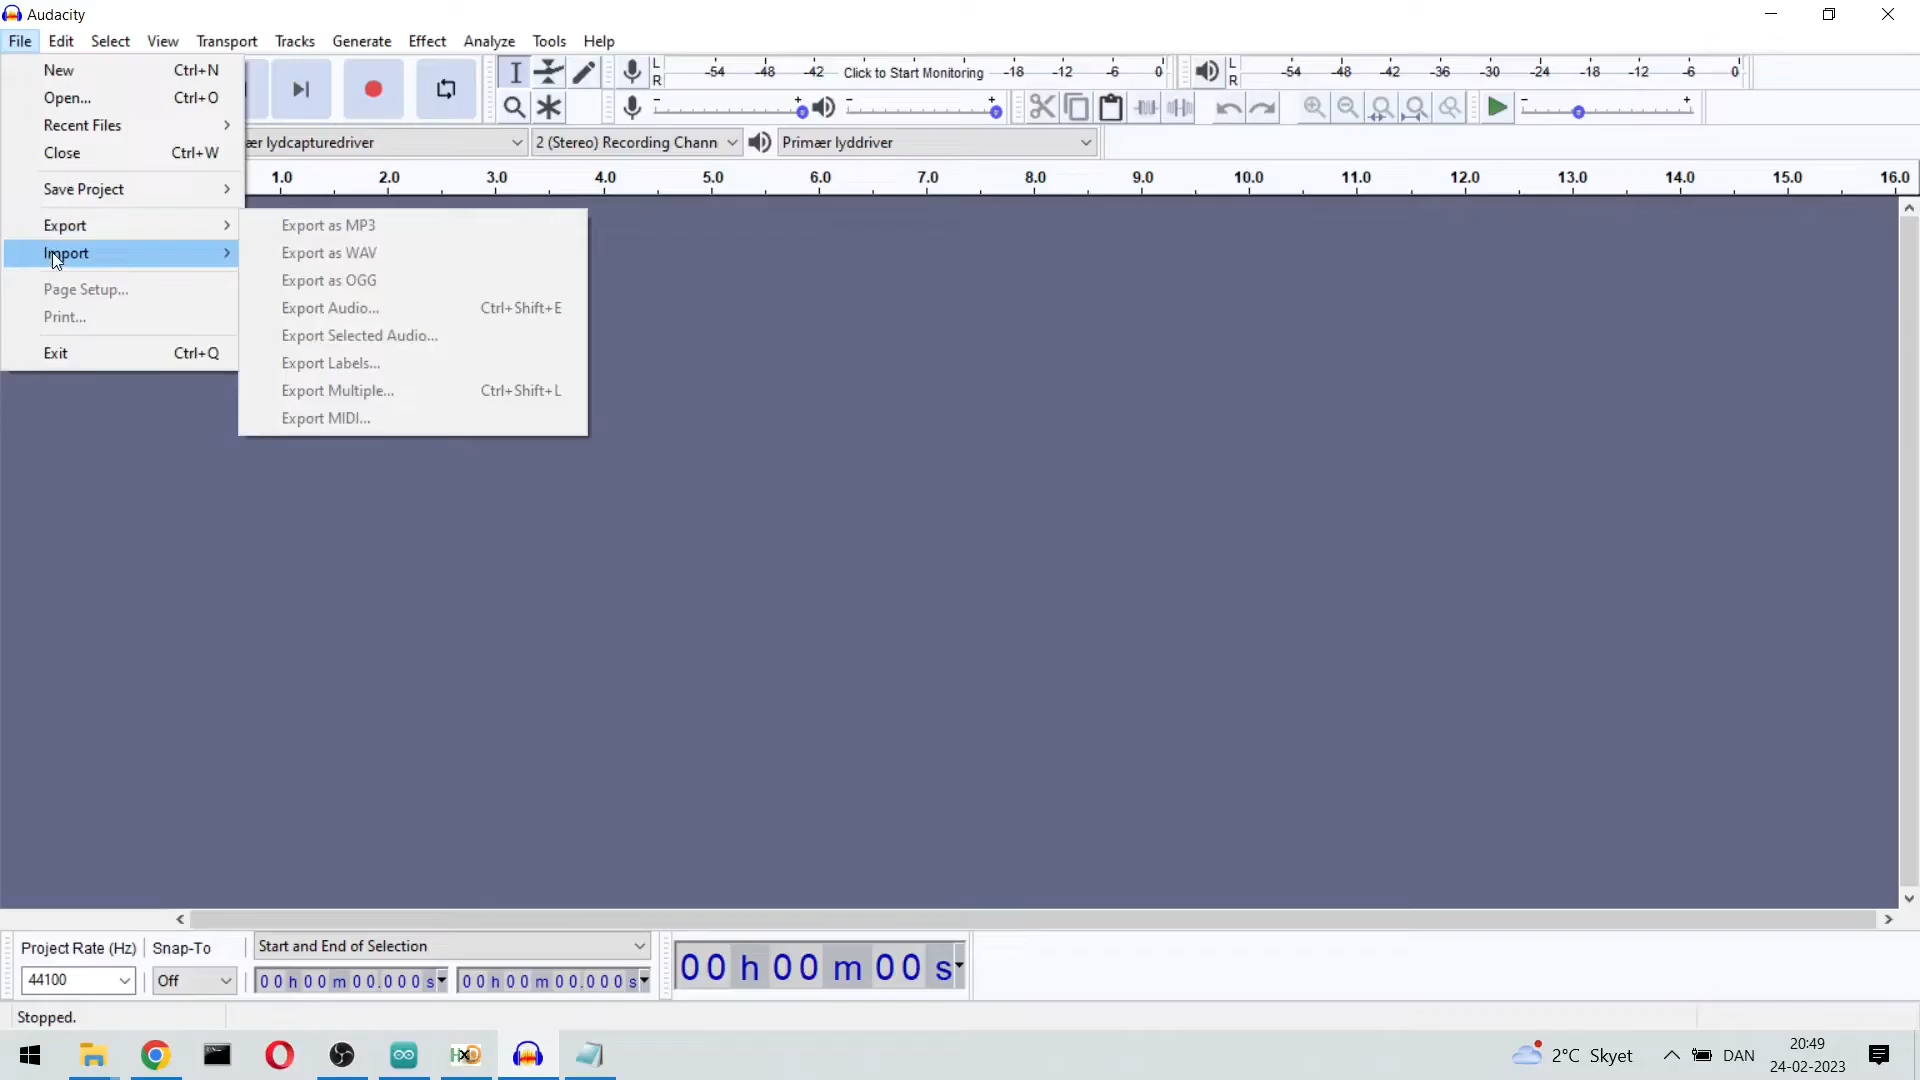 Audacity
File Edit Select View Transport Tracks Generate Effect Analyze Tools Help
New Ctrl+N
Open... Ctrl+O
Recent Files
Close Ctrl+W
Save Project
Export
Import
Page Setup...
Print...
Exit Ctrl+Q
Export as MP3
Export as WAV
Export as OGG
Export Audio... Ctrl+Shift+E
Export Selected Audio...
Export Labels...
Export Multiple... Ctrl+Shift+L
Export MIDI...
L
R
-54 -48 -42 Click to Start Monitoring -18 -12 -6 0
L
R
-54 -48 -42 -36 -30 -24 -18 -12 -6 0
ær lydcapturedriver
2 (Stereo) Recording Chann
Primær lyddriver
1.0 2.0 3.0 4.0 5.0 6.0 7.0 8.0 9.0 10.0 11.0 12.0 13.0 14.0 15.0 16.0
Project Rate (Hz) Snap-To Start and End of Selection
44100 Off 00 h 00 m 00.000 s 00 h 00 m 00.000 s
00 h 00 m 00 s
Stopped.
2°C Skyet DAN
20:49
24-02-2023